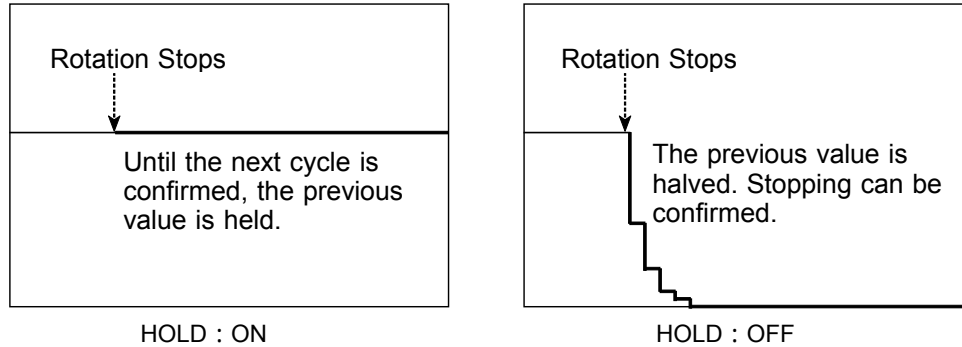 Rotation Stops
Until the next cycle is
confirmed, the previous
value is held.
HOLD : ON
Rotation Stops
The previous value is
halved. Stopping can be
confirmed.
HOLD : OFF